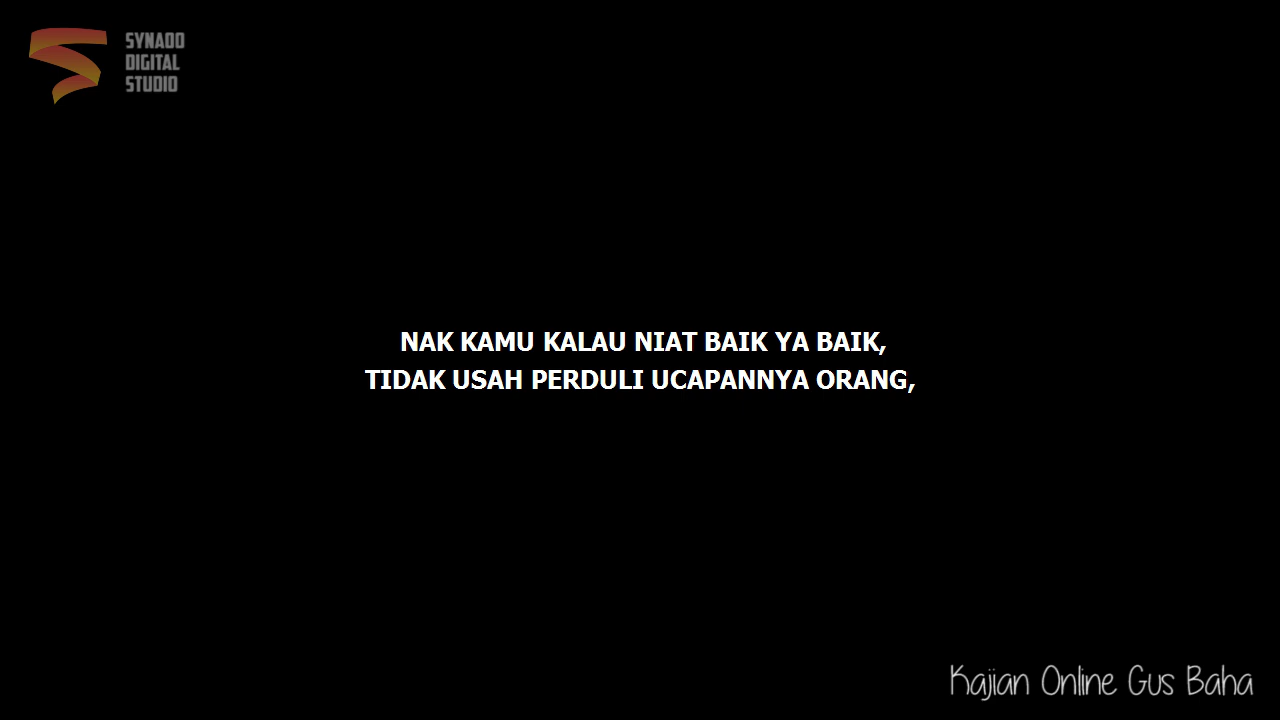 SYNADO
DIGITAL
STUDIO
NAK KAMU KALAU NIAT BAIK YA BAIK,
TIDAK USAH PERDULI UCAPANNYA ORANG,
Kajian Online Gus Baha